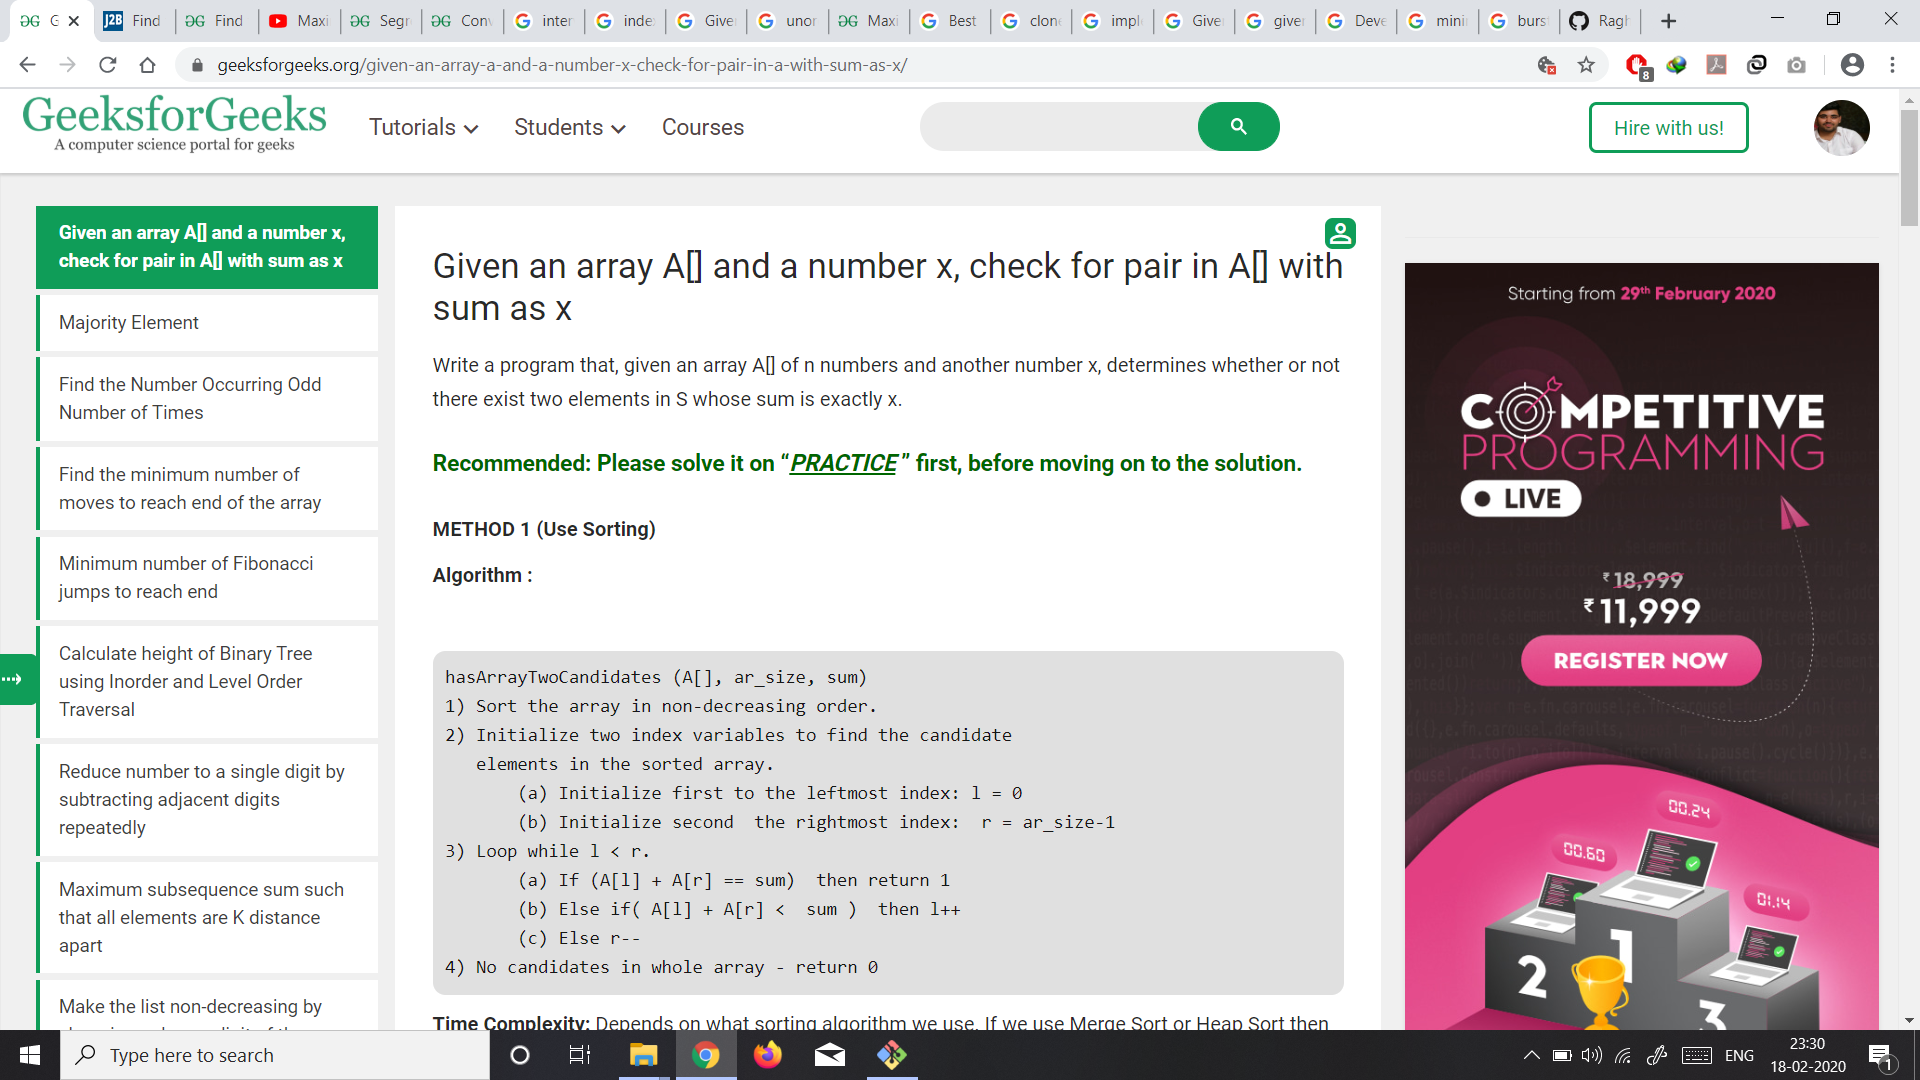 G
Find
Find
Maxi
Segr
Conv
inter
inde
Give
unor
Maxi
Best
clon
impl
Give
give
Deve
mini
burs
Ragh
geeksforgeeks.org/given-an-array-a-and-a-number-x-check-for-pair-in-a-with-sum-as-x/
8
GeeksforGeeks
A computer science portal for geeks
Tutorials
Students
Courses
Hire with us!
Given an array A[] and a number x,
check for pair in A[] with sum as x
Majority Element
Find the Number Occurring Odd
Number of Times
Find the minimum number of
moves to reach end of the array
Minimum number of Fibonacci
jumps to reach end
Calculate height of Binary Tree
using Inorder and Level Order
Traversal
Reduce number to a single digit by
subtracting adjacent digits
repeatedly
Maximum subsequence sum such
that all elements are K distance
apart
Make the list non-decreasing by
Given an array A[] and a number x, check for pair in A[] with
sum as x
Write a program that, given an array A[] of n numbers and another number x, determines whether or not
there exist two elements in S whose sum is exactly x.
Recommended: Please solve it on “PRACTICE” first, before moving on to the solution.
METHOD 1 (Use Sorting)
Algorithm :
hasArrayTwoCandidates (A[], ar_size, sum)
1) Sort the array in non-decreasing order.
2) Initialize two index variables to find the candidate
elements in the sorted array.
(a) Initialize first to the leftmost index: l = 0
(b) Initialize second  the rightmost index:  r = ar_size-1
3) Loop while l < r.
(a) If (A[l] + A[r] == sum)  then return 1
(b) Else if( A[l] + A[r] <  sum )  then l++
(c) Else r--
4) No candidates in whole array - return 0
Time Complexity: Depends on what sorting algorithm we use. If we use Merge Sort or Heap Sort then
Starting from 29th February 2020
COMPETITIVE
PROGRAMMING
LIVE
₹18,999
₹11,999
REGISTER NOW
00.24
00.60
01.14
1
2
3
Type here to search
ENG
23:30
18-02-2020
1